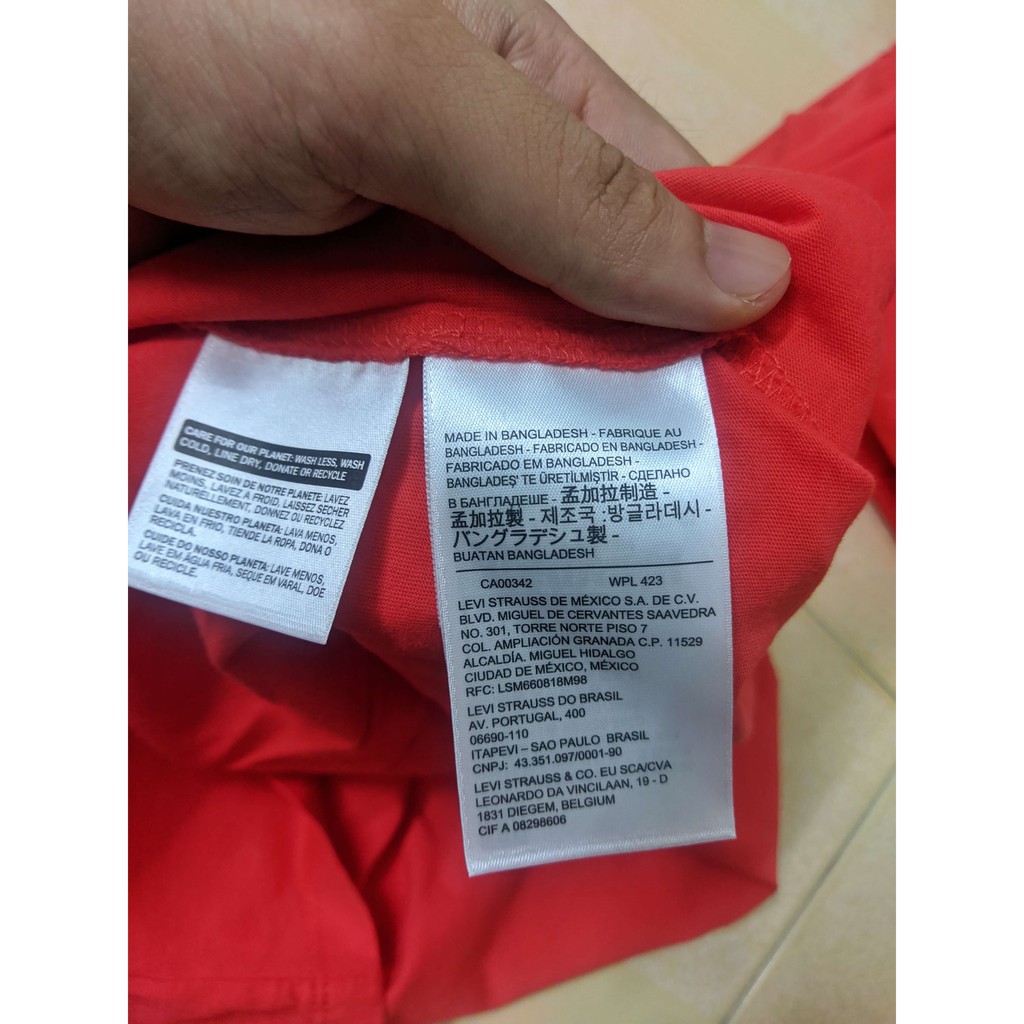 CARE FOR OUR PLANET: WASH LESS, WASH
COLD, LINE DRY, DONATE OR RECYCLE
PRENEZ SOIN DE NOTRE PLANETE: LAVEZ
MOINS, LAVEZ A FROID, LAISSEZ SECHER
NATURELLEMENT, DONNEZ OU RECYCLEZ
CUIDA NUESTRO PLANETA: LAVA MENOS,
LAVA EN FRIO, TIENDE LA ROPA, DONA O
RECICLA.
CUIDE DO NOSSO PLANETA: LAVE MENOS,
LAVE EM ÁGUA FRIA, SEQUE EM VARAL, DOE
OU RECICLE.
MADE IN BANGLADESH - FABRIQUE AU
BANGLADESH - FABRICADO EN BANGLADESH -
FABRICADO EM BANGLADESH -
BANGLADEŞ' TE ÜRETİLMİŞTİR - СДЕЛАНО
В БАНГЛАДЕШЕ - 孟加拉制造 -
孟加拉製 - 제조국 :방글라데시 -
バングラデシュ製 -
BUATAN BANGLADESH
CA00342 WPL 423
LEVI STRAUSS DE MÉXICO S.A. DE C.V.
BLVD. MIGUEL DE CERVANTES SAAVEDRA
NO. 301, TORRE NORTE PISO 7
COL. AMPLIACIÓN GRANADA C.P. 11529
ALCALDÍA. MIGUEL HIDALGO
CIUDAD DE MÉXICO, MÉXICO
RFC: LSM660818M98
LEVI STRAUSS DO BRASIL
AV. PORTUGAL, 400
06690-110
ITAPEVI – SAO PAULO BRASIL
CNPJ: 43.351.097/0001-90
LEVI STRAUSS & CO. EU SCA/CVA
LEONARDO DA VINCILAAN, 19 - D
1831 DIEGEM, BELGIUM
CIF A 08298606